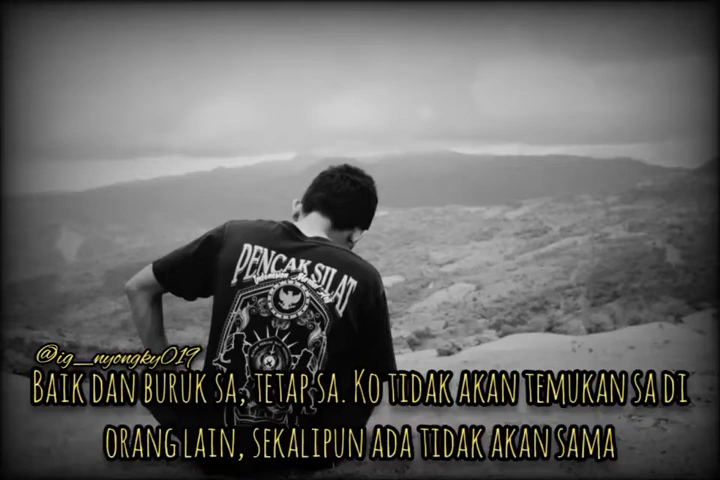 PENCAK SILAT
@ig_nyongky019
BAIK DAN BURUK SA, TETAP SA. KO TIDAK AKAN TEMUKAN SA DI
ORANG LAIN, SEKALIPUN ADA TIDAK AKAN SAMA